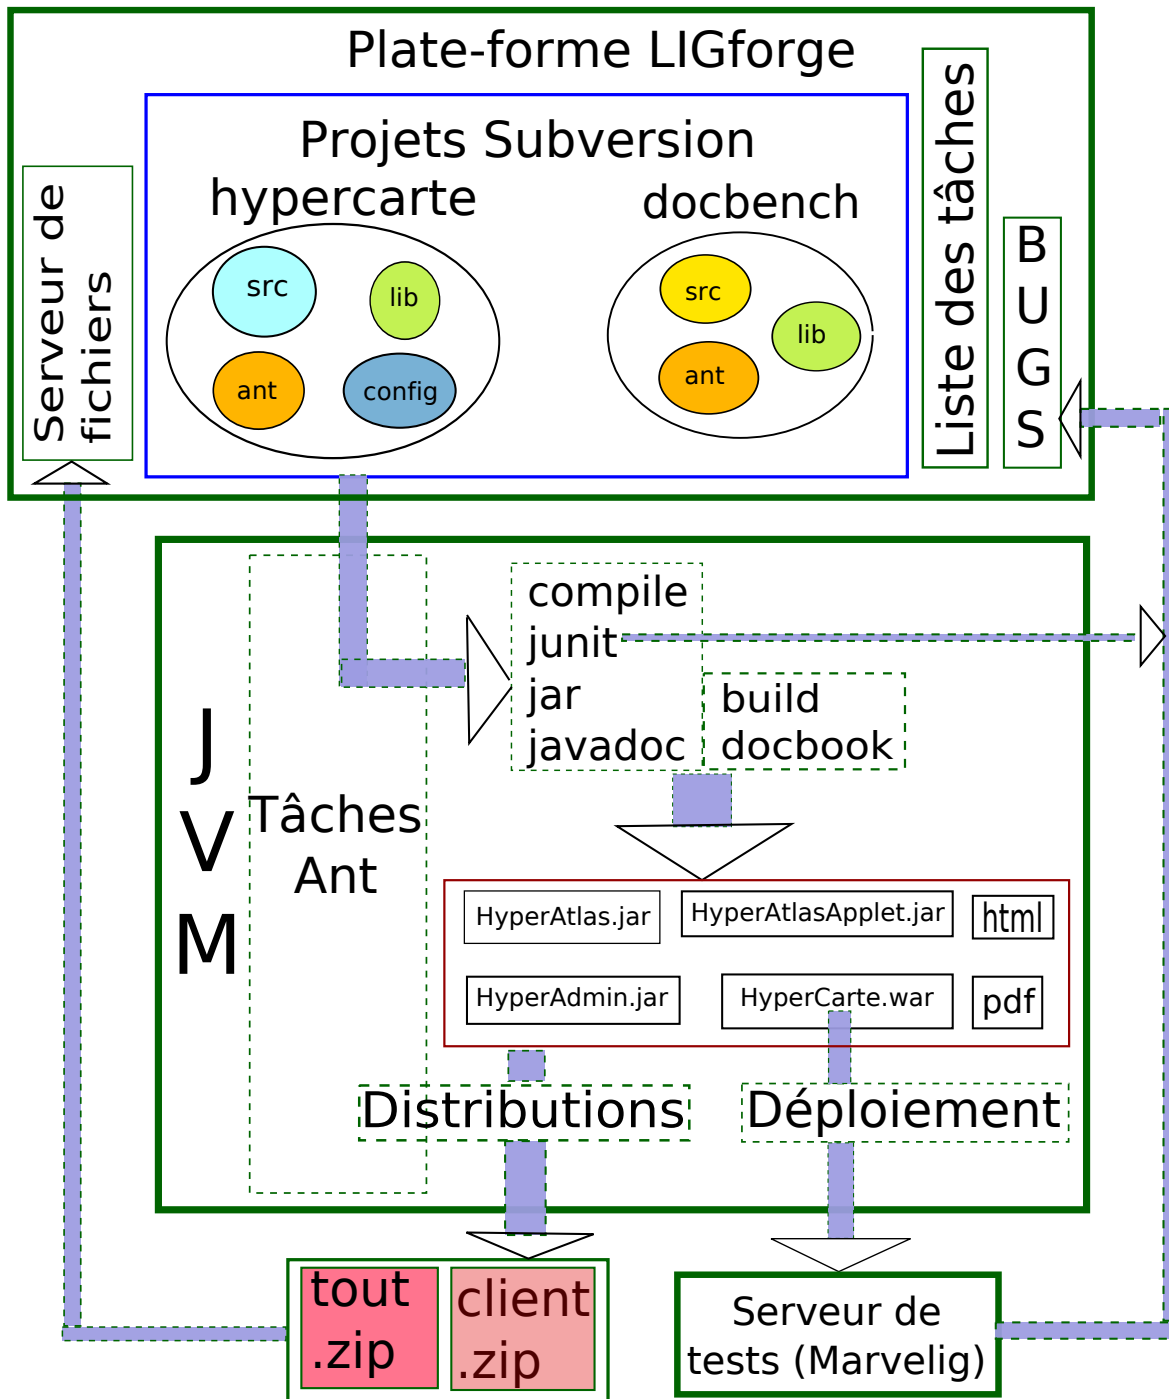 Plate-forme LIGforge
Projets Subversion
hypercarte
docbench
src
lib
ant
config
src
lib
ant
Serveur de
fichiers
Liste des tâches
B
U
G
S
J
V
M
Tâches
Ant
compile
junit
jar
javadoc
build
docbook
HyperAtlas.jar
HyperAtlasApplet.jar
html
HyperAdmin.jar
HyperCarte.war
pdf
Distributions
Déploiement
tout
.zip
client
.zip
Serveur de
tests (Marvelig)